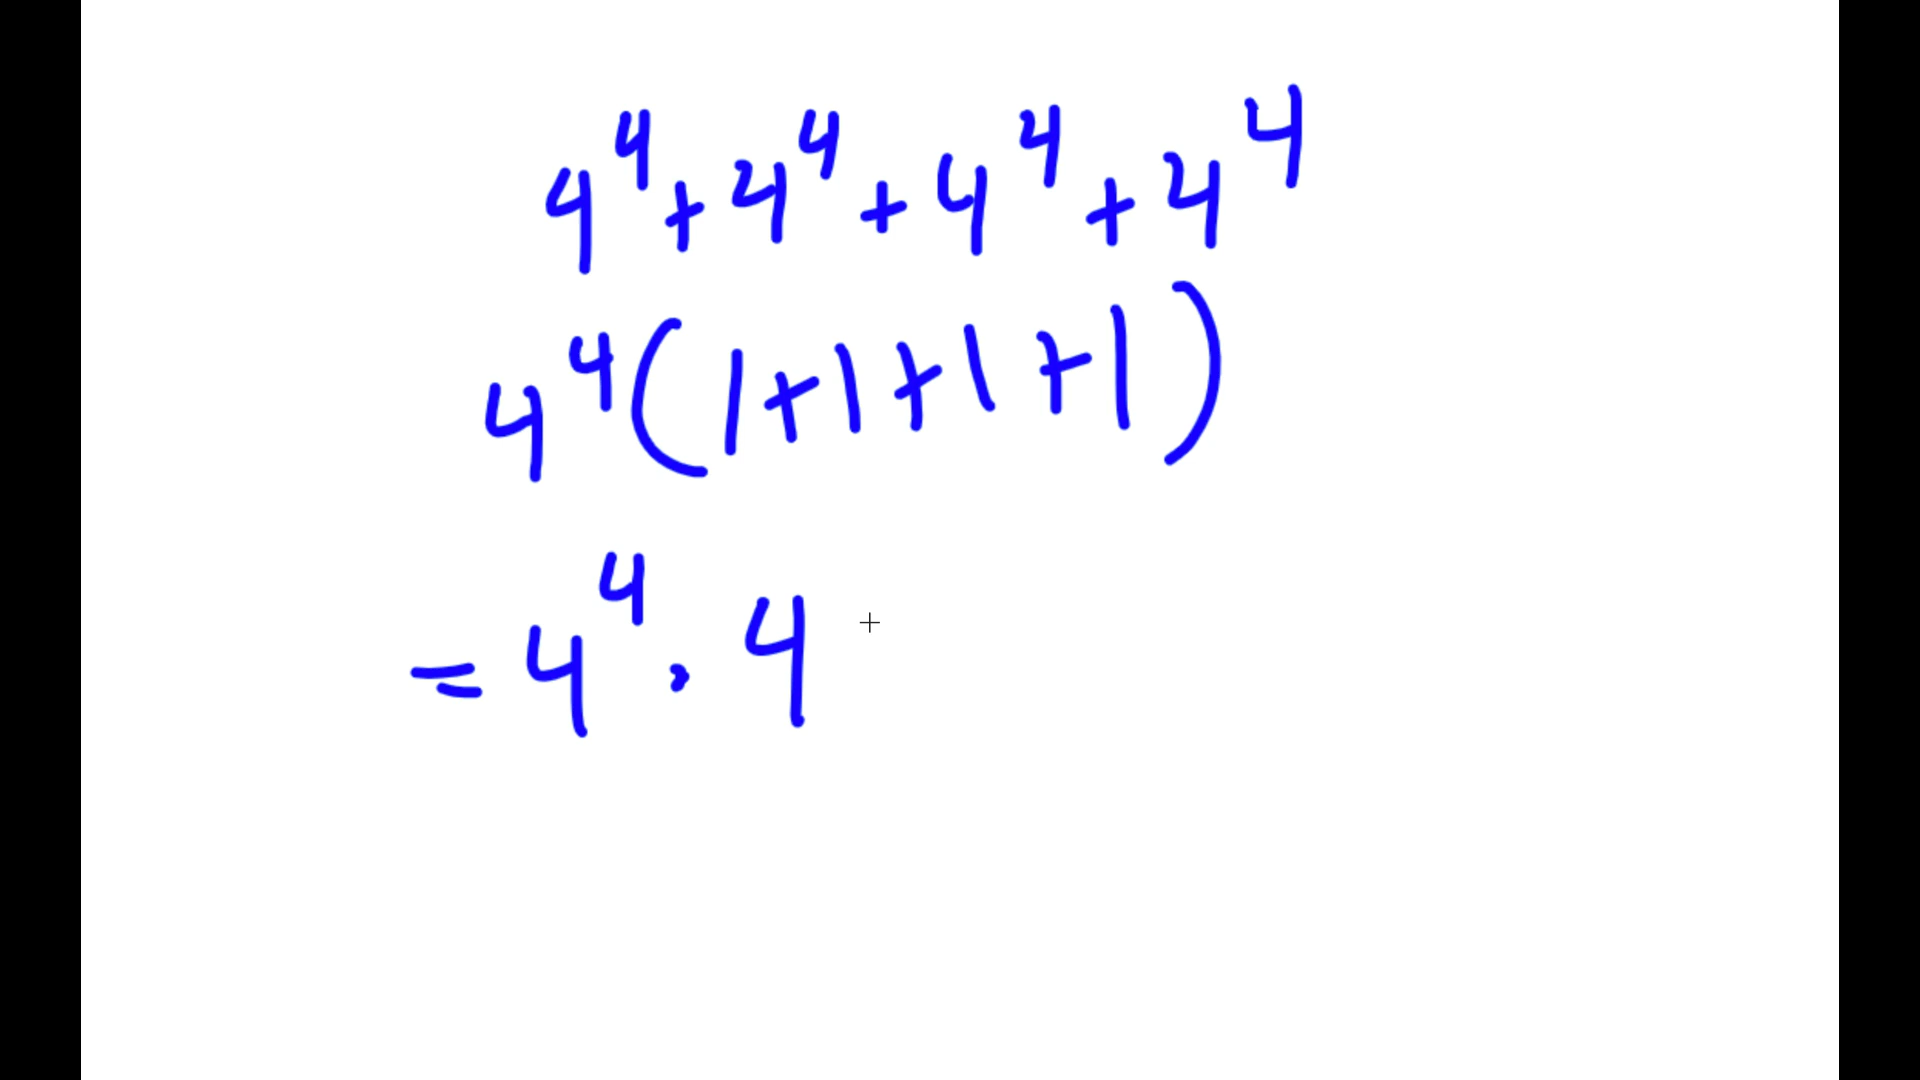 4⁴ + 4⁴ + 4⁴ + 4⁴
4⁴(1+1+1+1)
= 4⁴ · 4